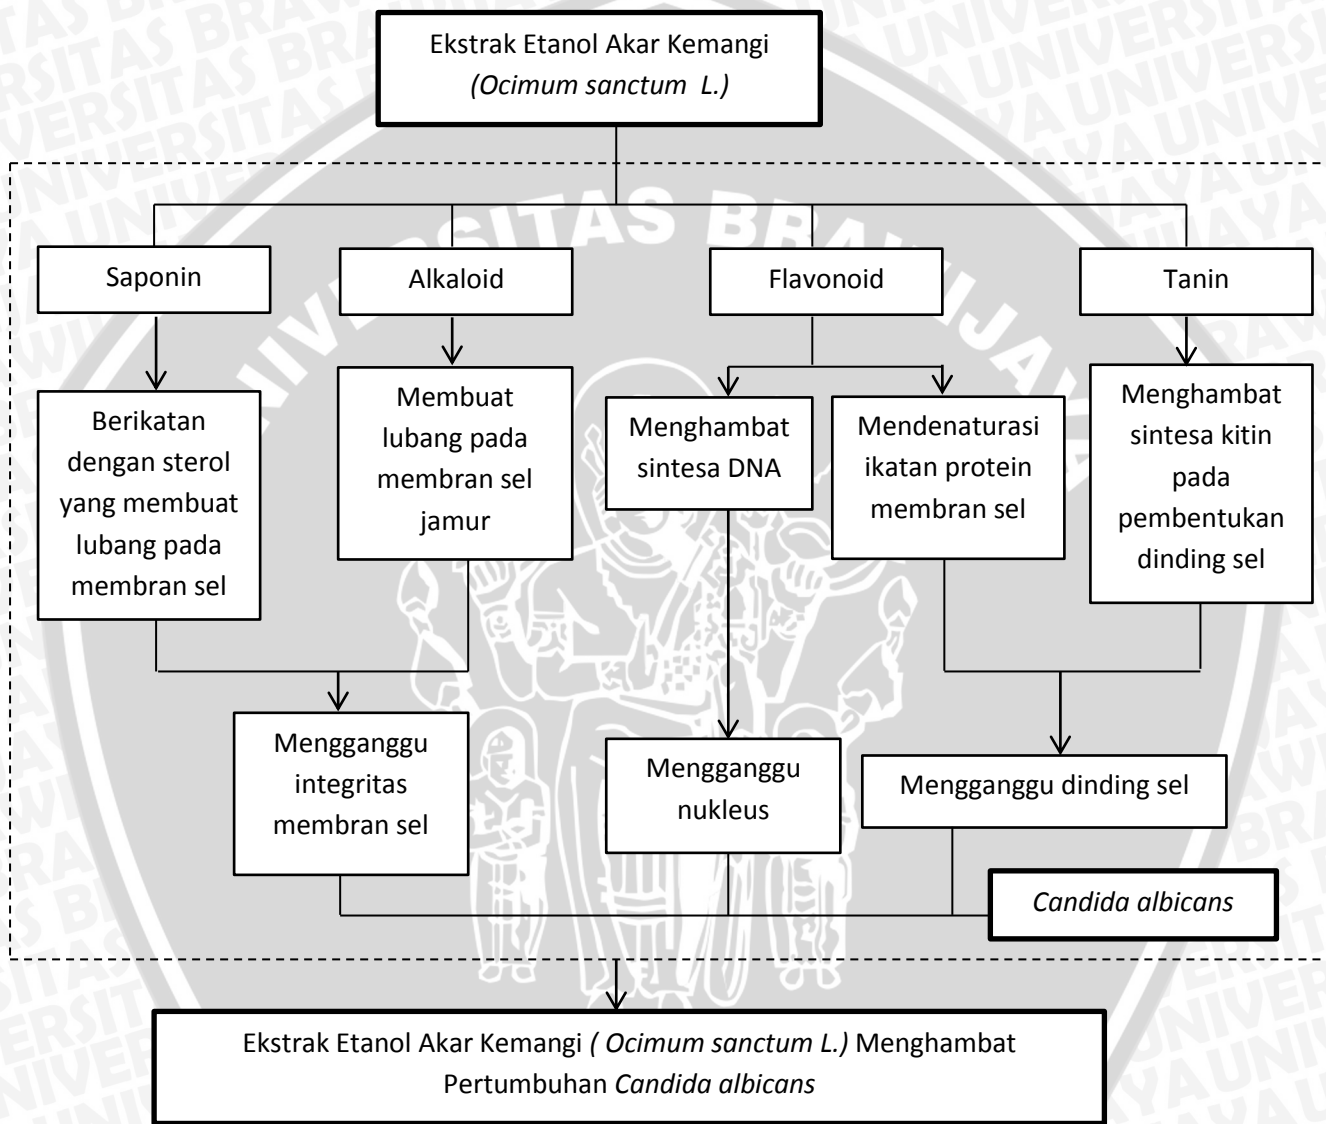 Ekstrak Etanol Akar Kemangi
(Ocimum sanctum L.)
UNIVERSITAS BRAWIJAYA
Saponin
Alkaloid
Flavonoid
Tanin
Berikatan
dengan sterol
yang membuat
lubang pada
membran sel
Membuat
lubang pada
membran sel
jamur
Menghambat
sintesa DNA
Mendenaturasi
ikatan protein
membran sel
Menghambat
sintesa kitin
pada
pembentukan
dinding sel
Mengganggu
integritas
membran sel
Mengganggu
nukleus
Mengganggu dinding sel
Candida albicans
Ekstrak Etanol Akar Kemangi ( Ocimum sanctum L.) Menghambat
Pertumbuhan Candida albicans